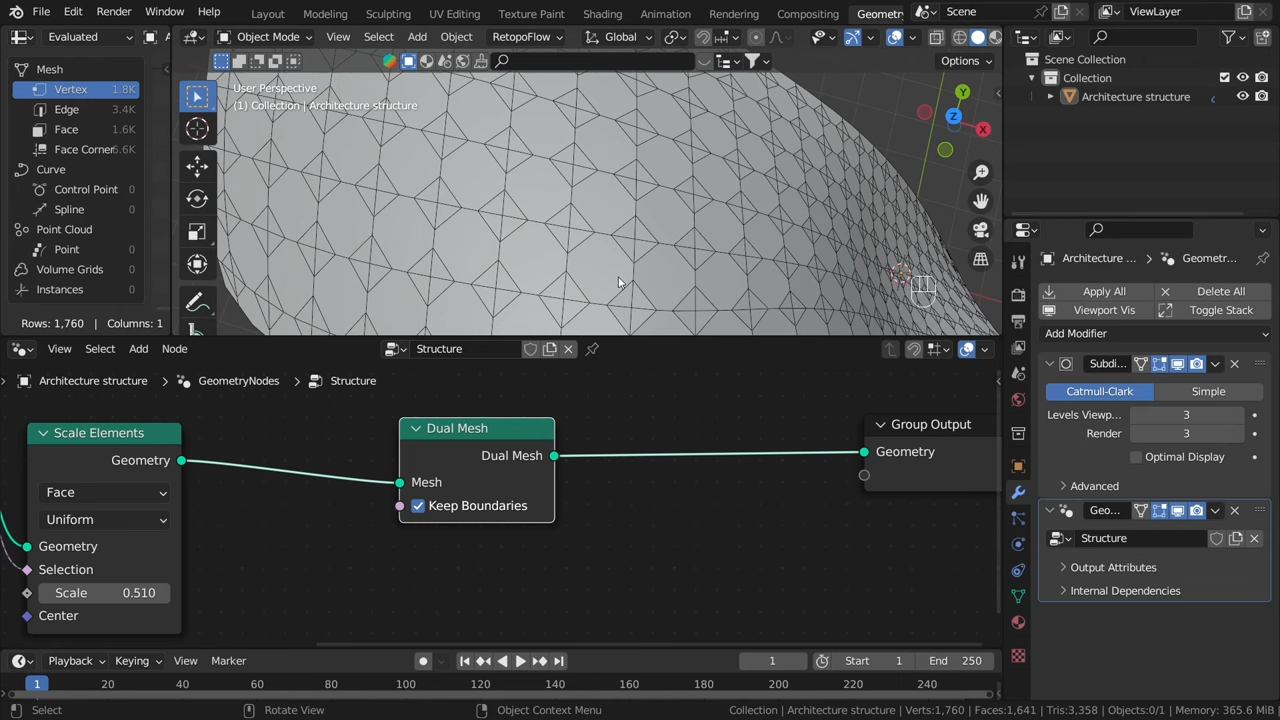 File Edit Render Window Help Layout Modeling Sculpting UV Editing Texture Paint Shading Animation Rendering Compositing Geometr Scene ViewLayer
Evaluated Object Mode View Select Add Object RetopoFlow Global
Options
User Perspective
(1) Collection | Architecture structure
Mesh
Vertex 1.8K
Edge 3.4K
Face 1.6K
Face Corner 6.6K
Curve
Control Point 0
Spline 0
Point Cloud
Point 0
Volume Grids
Instances 0
Rows: 1,760 | Columns: 1
Y
Z
X
Scene Collection
Collection
Architecture structure
View Select Add Node Structure
Architecture structure > GeometryNodes > Structure
Scale Elements
Geometry
Face
Uniform
Geometry
Selection
Scale 0.510
Center
Dual Mesh
Dual Mesh
Mesh
Keep Boundaries
Group Output
Geometry
Architecture ... > Geometr...
Apply All Delete All
Viewport Vis Toggle Stack
Add Modifier
Subdi...
Catmull-Clark Simple
Levels Viewp... 3
Render 3
Optimal Display
Advanced
Geo...
Structure
Output Attributes
Internal Dependencies
Playback Keying View Marker 1 Start 1 End 250
1 20 40 60 80 100 120 140 160 180 200 220 240
Select Rotate View Object Context Menu Collection | Architecture structure | Verts:1,760 | Faces:1,641 | Tris:3,358 | Objects:0/1 | Memory: 365.6 MiB